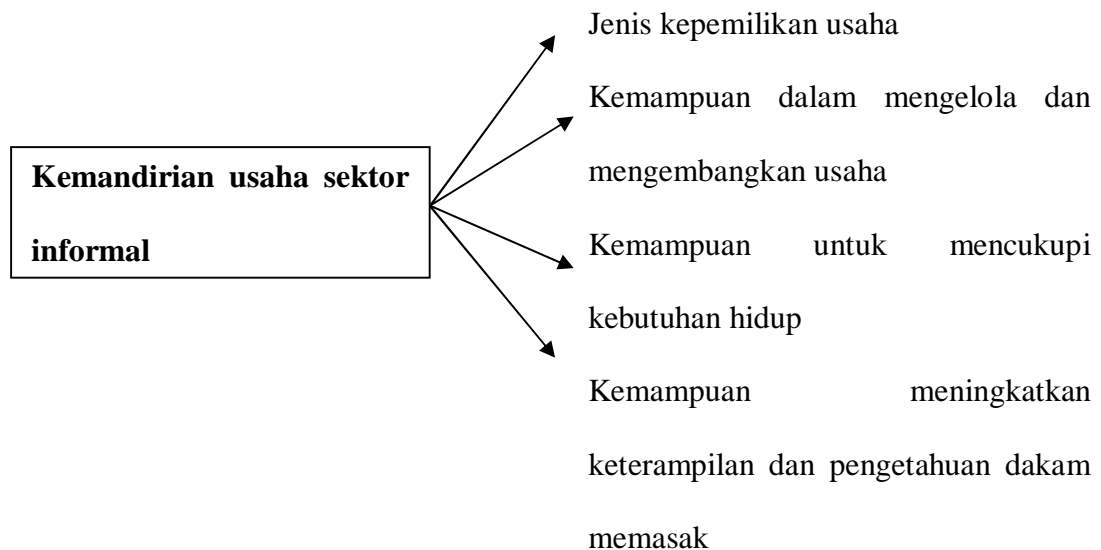 Jenis kepemilikan usaha
Kemampuan dalam mengelola dan
mengembangkan usaha
Kemandirian usaha sektor
informal
Kemampuan untuk mencukupi
kebutuhan hidup
Kemampuan meningkatkan
keterampilan dan pengetahuan dakam
memasak